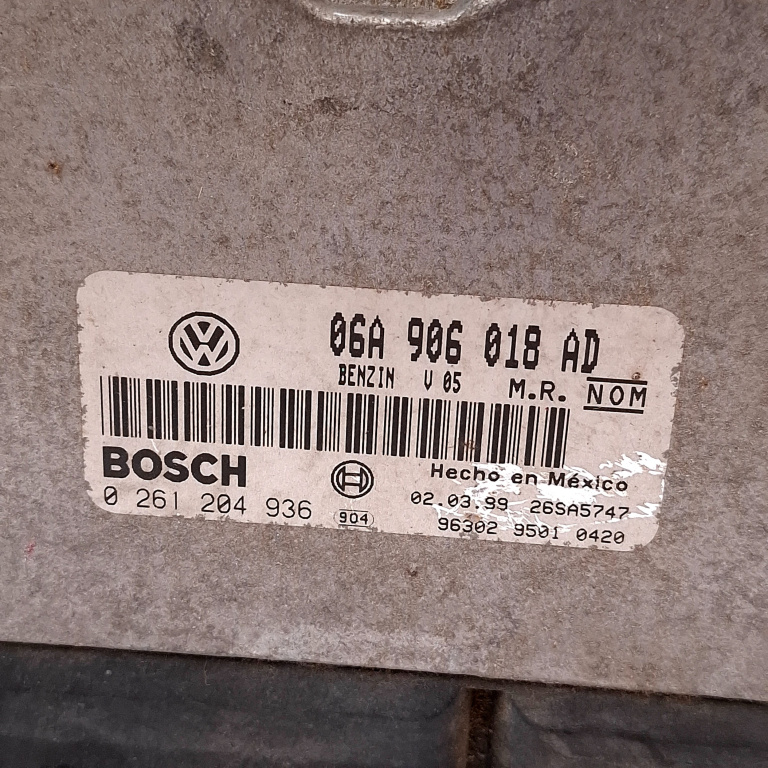 06A 906 018 AD
BENZIN V 05 M.R. NOM
BOSCH
Hecho en México
0 261 204 936
904
02.03.99 26SA5747
96302 9501 0420